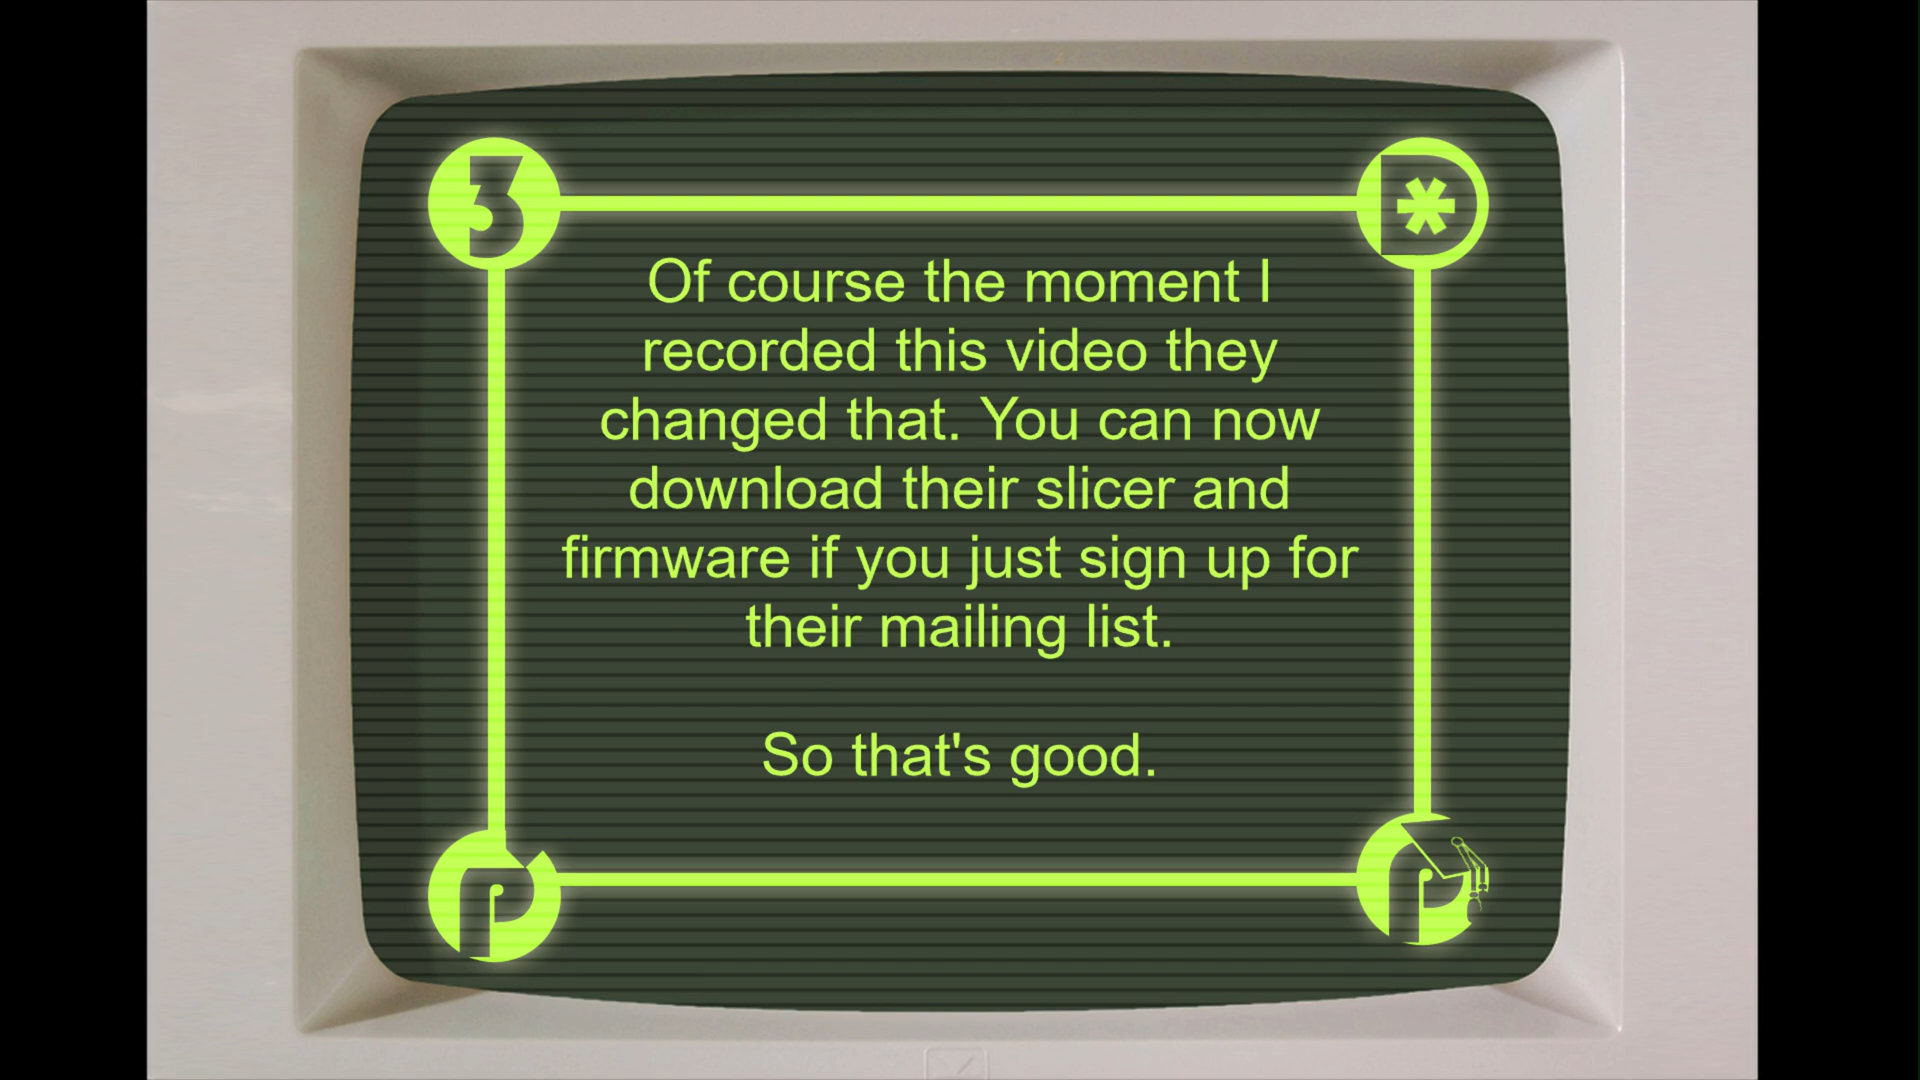 3 D*
Of course the moment I
recorded this video they
changed that. You can now
download their slicer and
firmware if you just sign up for
their mailing list.
So that's good.
P r